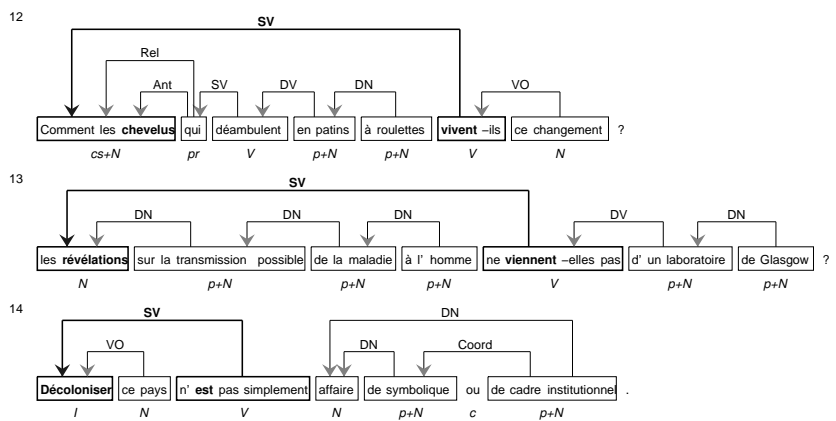 12
SV
Rel
Ant SV DV DN VO
Comment les chevelus qui déambulent en patins à roulettes vivent –ils ce changement ?
cs+N pr V p+N p+N V N
13
SV
DN DN DN DV DN
les révélations sur la transmission possible de la maladie à l' homme ne viennent –elles pas d' un laboratoire de Glasgow ?
N p+N p+N p+N V p+N p+N
14
SV DN
VO DN Coord
Décoloniser ce pays n' est pas simplement affaire de symbolique ou de cadre institutionnel .
I N V N p+N c p+N